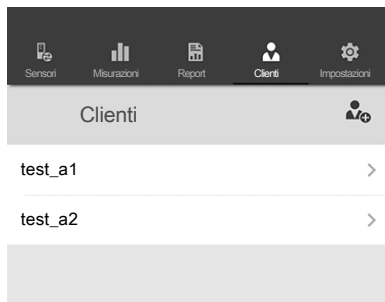 Sensori Misurazioni Report Clienti Impostazioni
Clienti
test_a1
test_a2